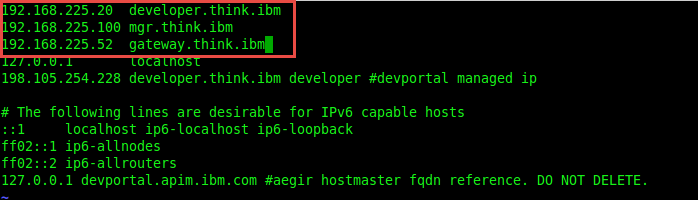 192.168.225.20  developer.think.ibm
192.168.225.100 mgr.think.ibm
192.168.225.52  gateway.think.ibm
127.0.0.1       localhost
198.105.254.228 developer.think.ibm developer #devportal managed ip
# The following lines are desirable for IPv6 capable hosts
::1     localhost ip6-localhost ip6-loopback
ff02::1 ip6-allnodes
ff02::2 ip6-allrouters
127.0.0.1 devportal.apim.ibm.com #aegir hostmaster fqdn reference. DO NOT DELETE.
~